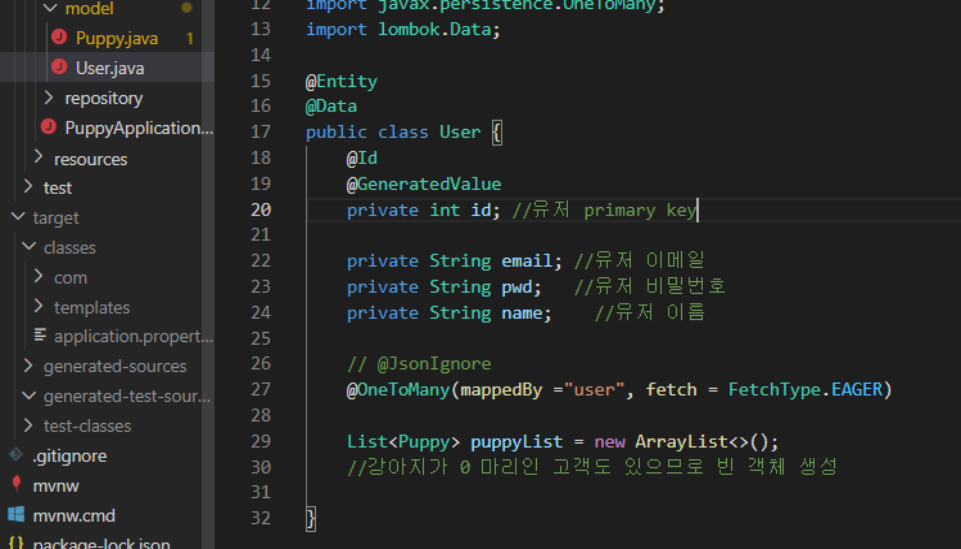 model
Puppy.java 1
User.java
repository
PuppyApplication...
resources
test
target
classes
com
templates
application.propert...
generated-sources
generated-test-sour...
test-classes
.gitignore
mvnw
mvnw.cmd
package-lock.json
12 import javax.persistence.OneToMany;
13 import lombok.Data;
14
15 @Entity
16 @Data
17 public class User {
18 @Id
19 @GeneratedValue
20 private int id; //유저 primary key
21
22 private String email; //유저 이메일
23 private String pwd; //유저 비밀번호
24 private String name; //유저 이름
25
26 // @JsonIgnore
27 @OneToMany(mappedBy ="user", fetch = FetchType.EAGER)
28
29 List<Puppy> puppyList = new ArrayList<>();
30 //강아지가 0 마리인 고객도 있으므로 빈 객체 생성
31
32 }